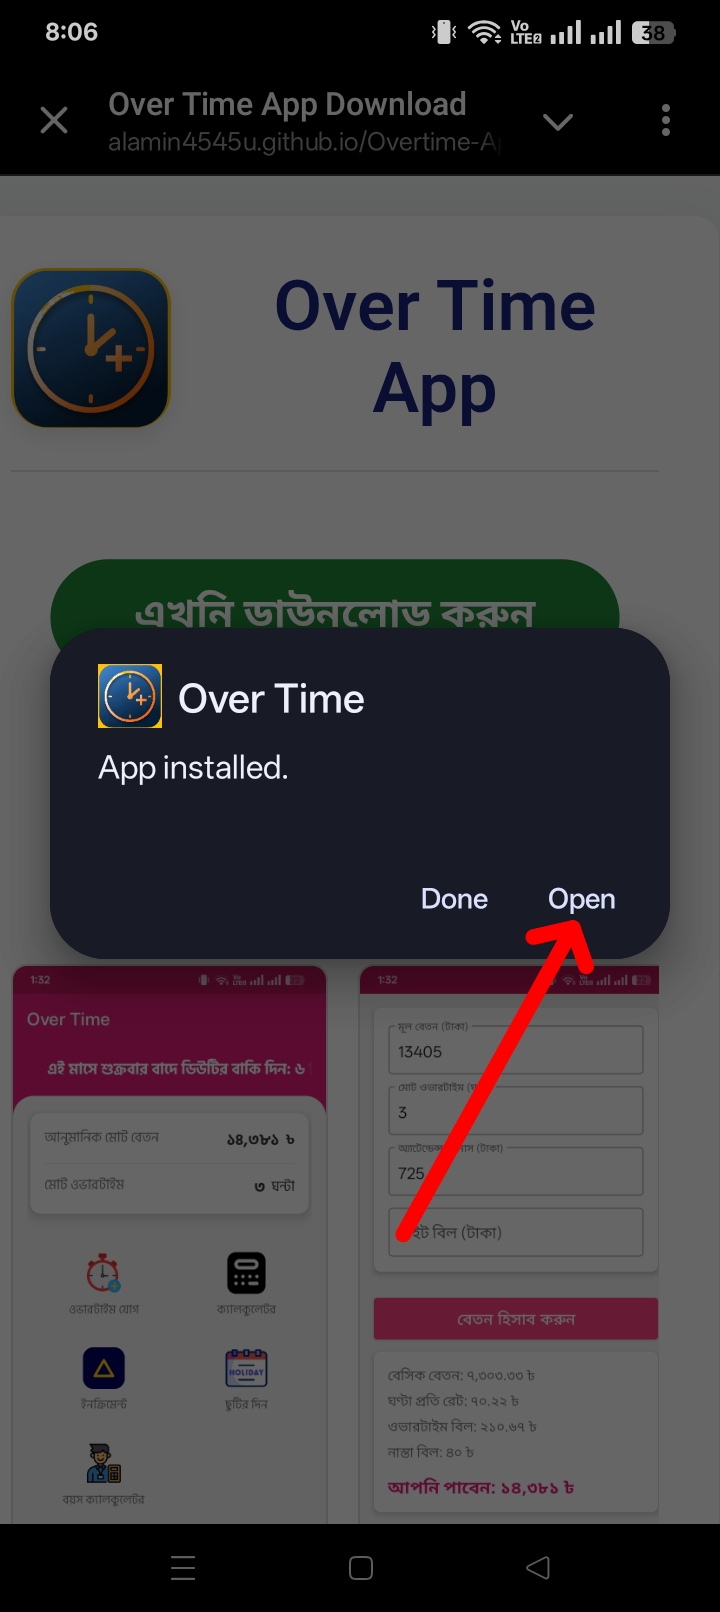 8:06
Vo
LTE2
38
Over Time App Download
alamin4545u.github.io/Overtime-A
Over Time
App
এখনি ডাউনলোড করুন
Over Time
App installed.
Done
Open
1:32
Over Time
এই মাসে শুক্রবার বাদে ডিউটির বাকি দিন: ৬
আনুমানিক মোট বেতন
১৪,৩৮১ ৳
মোট ওভারটাইম
৩ ঘন্টা
ওভারটাইম যোগ
ক্যালকুলেটর
ইনক্রিমেন্ট
HOLIDAY
ছুটির দিন
বয়স ক্যালকুলেটর
1:32
মূল বেতন (টাকা)
13405
মোট ওভারটাইম
3
(টাকা)
725
বিল (টাকা)
বেতন হিসাব করুন
বেসিক বেতন: ৭,৩০৩.৩৩ ৳
ঘণ্টা প্রতি রেট: ৭০.২২ ৳
ওভারটাইম বিল: ২১০.৬৭ ৳
নাস্তা বিল: ৪০ ৳
আপনি পাবেন: ১৪,৩৮১ ৳